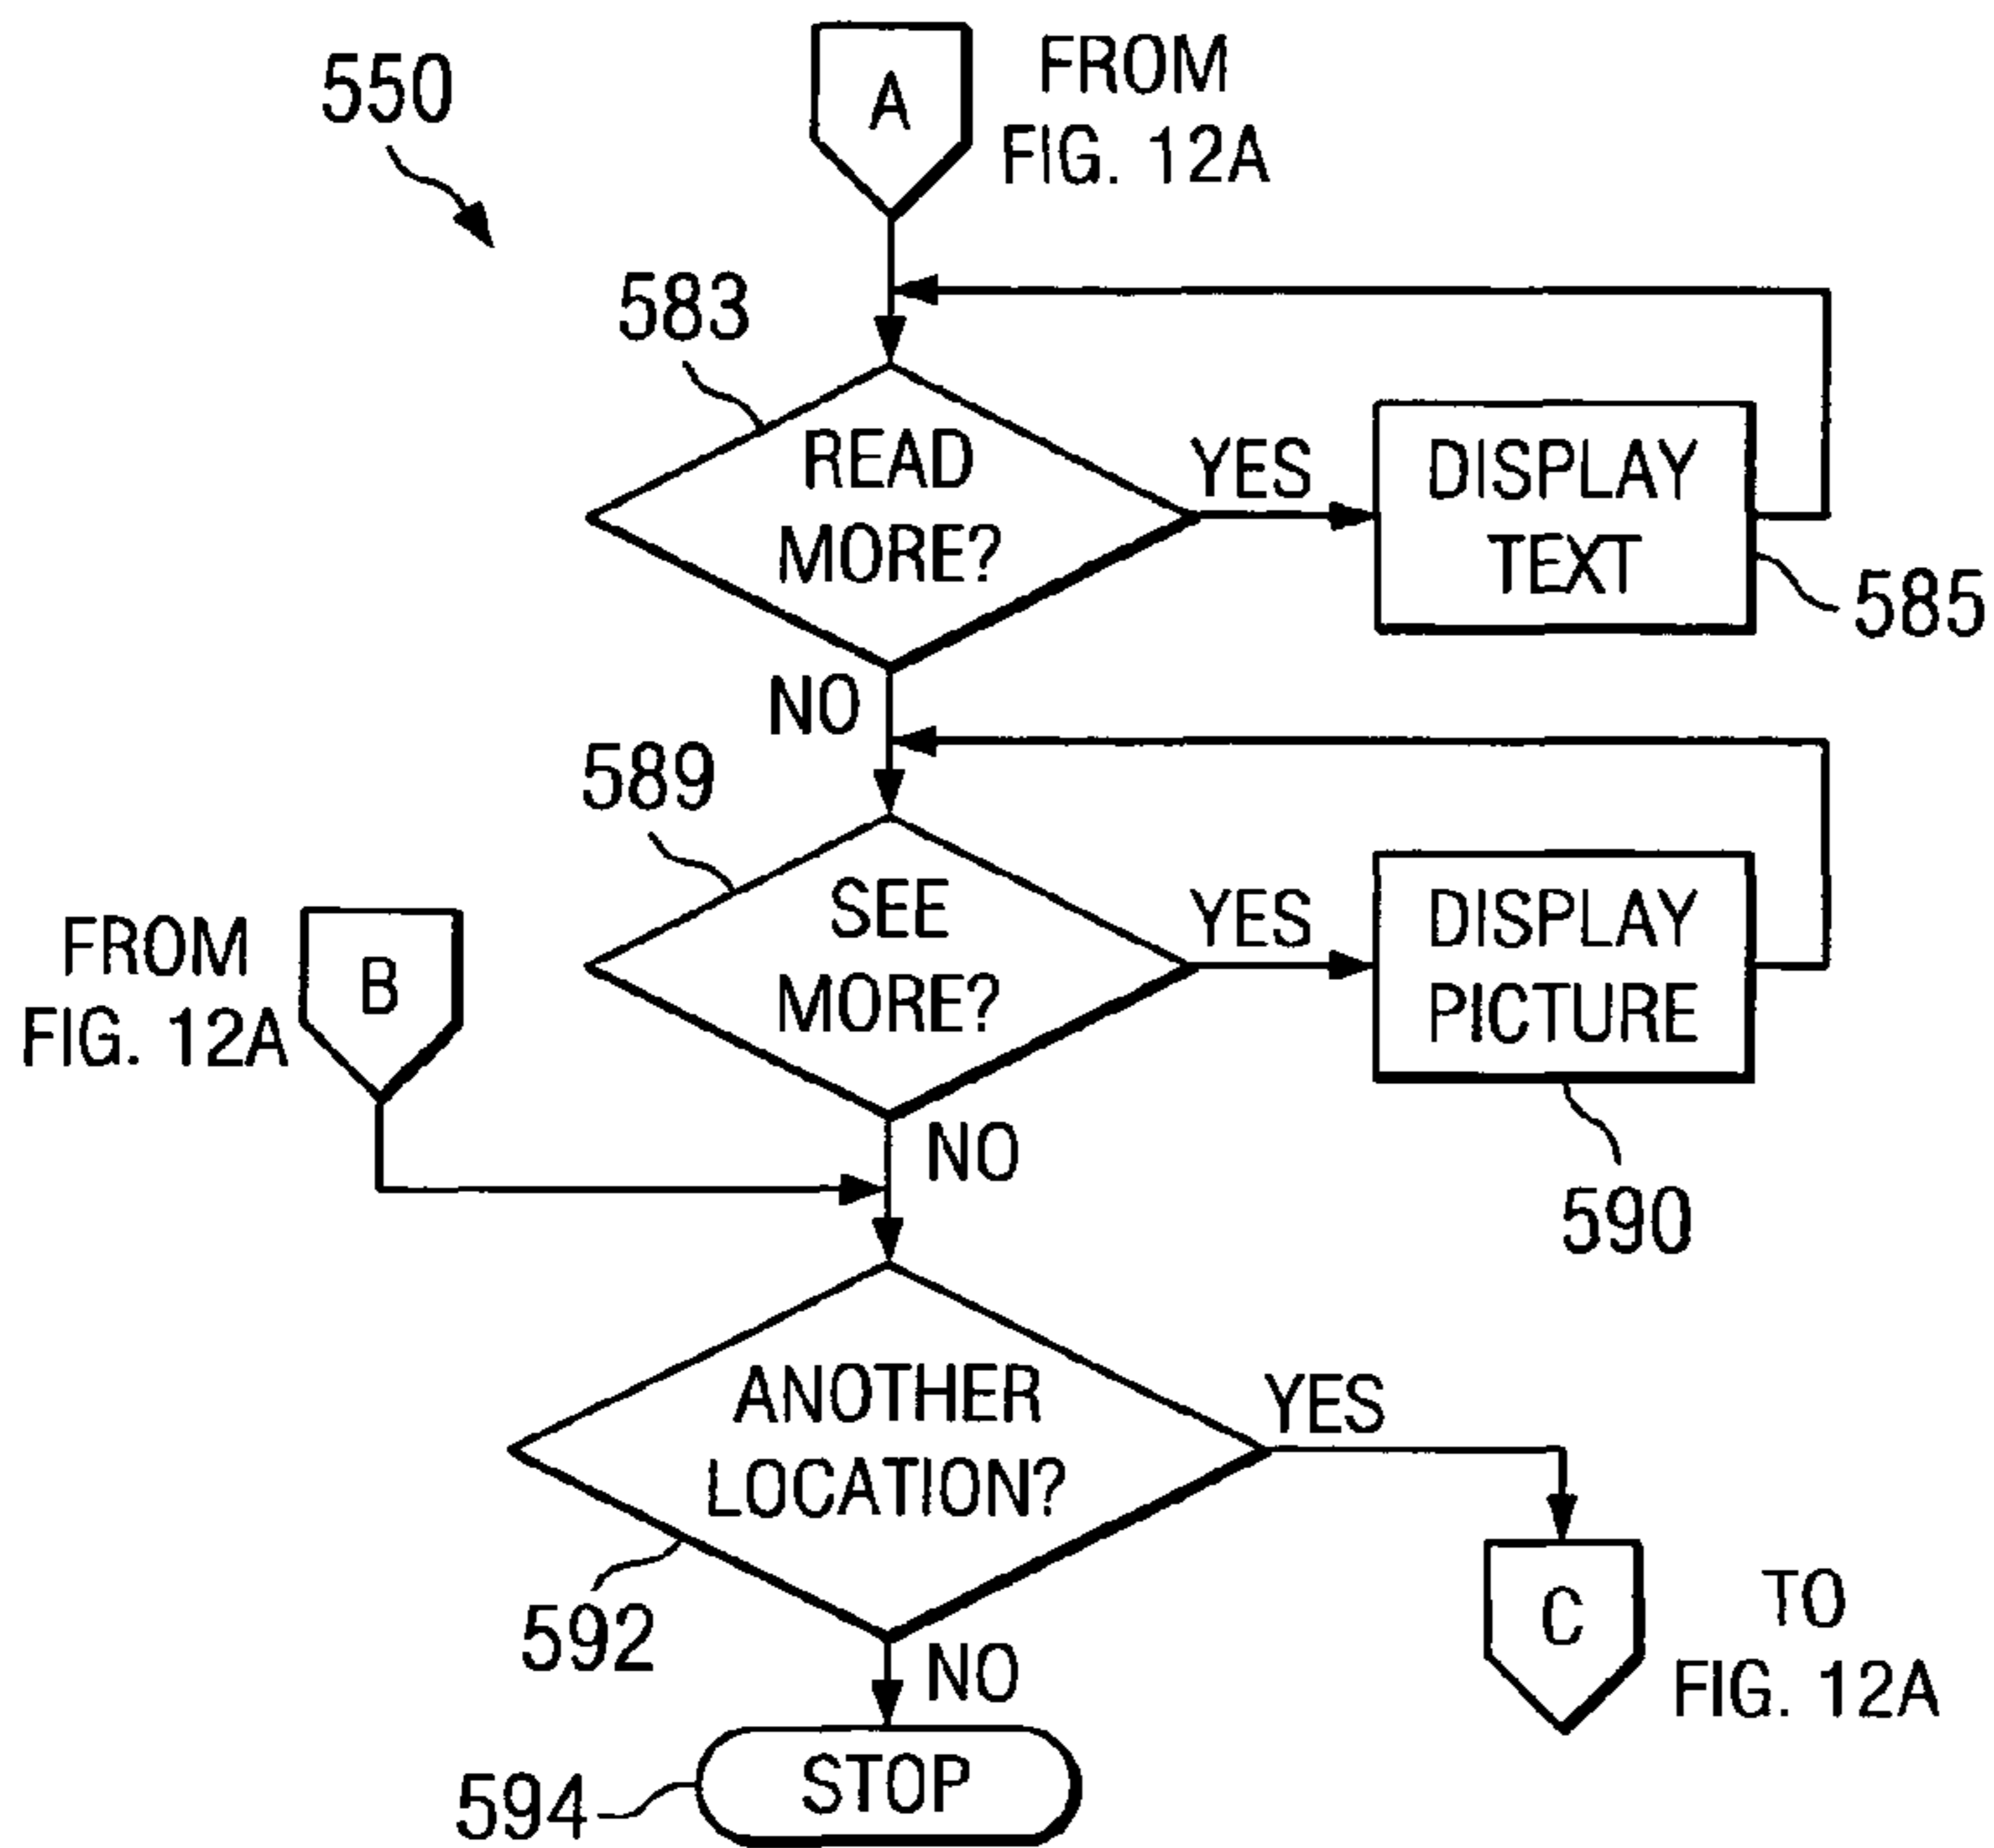 550
A
FROM
FIG. 12A
583
READ
MORE?
YES
DISPLAY
TEXT
585
NO
589
SEE
MORE?
YES
DISPLAY
PICTURE
590
FROM
FIG. 12A
B
NO
ANOTHER
LOCATION?
YES
592
C
TO
FIG. 12A
NO
594
STOP